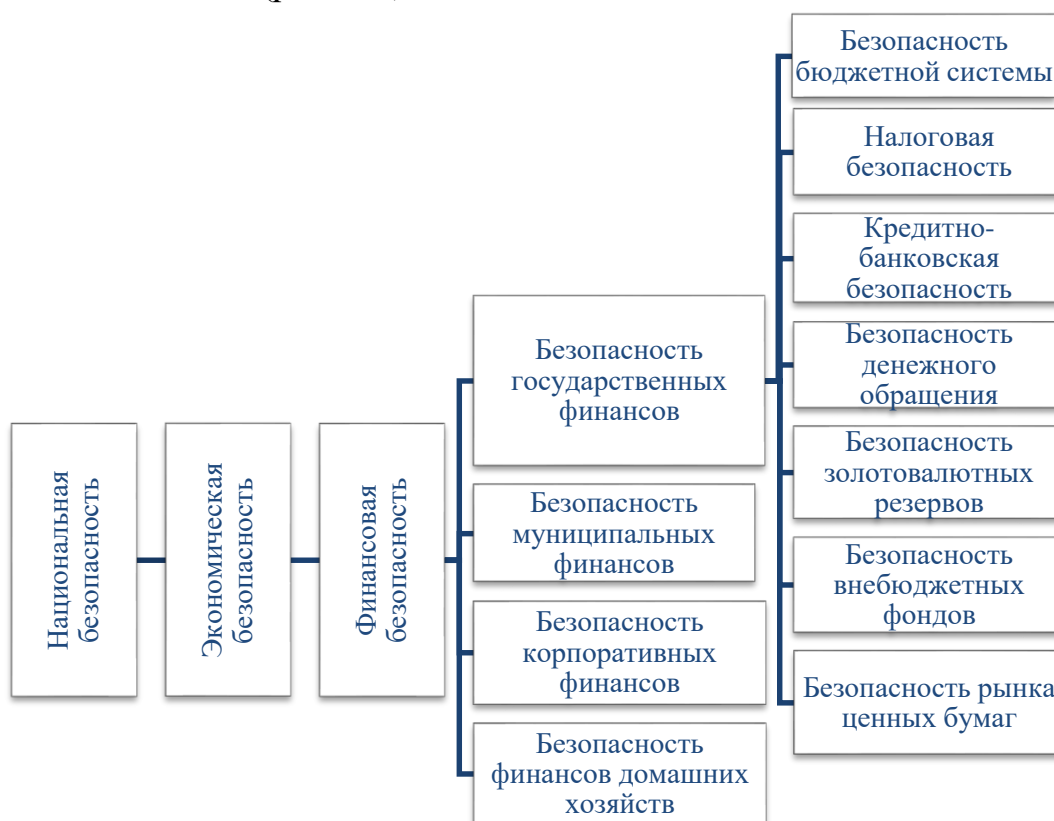 Национальная
безопасность
Экономическая
безопасность
Финансовая
безопасность
Безопасность
государственных
финансов
Безопасность
муниципальных
финансов
Безопасность
корпоративных
финансов
Безопасность
финансов домашних
хозяйств
Безопасность
бюджетной системы
Налоговая
безопасность
Кредитно-
банковская
безопасность
Безопасность
денежного
обращения
Безопасность
золотовалютных
резервов
Безопасность
внебюджетных
фондов
Безопасность рынка
ценных бумаг